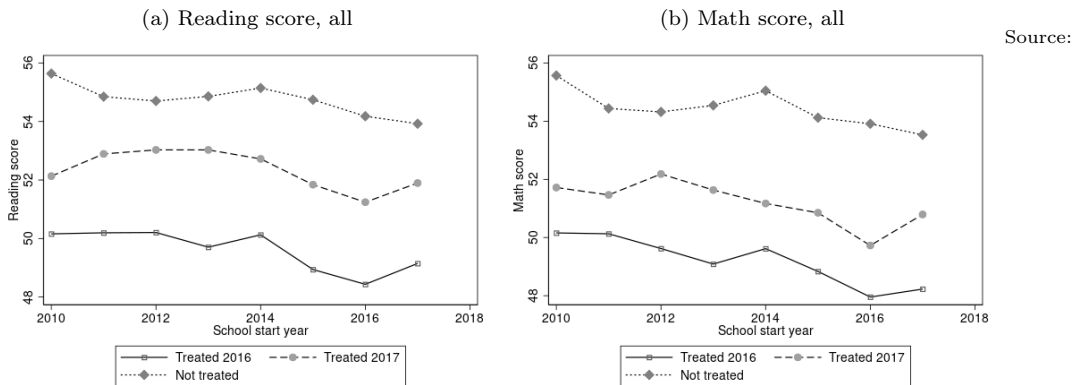 (a) Reading score, all
Reading score
56
54
52
50
48
2010 2012 2014 2016 2018
School start year
Treated 2016 Treated 2017
Not treated
(b) Math score, all
Math score
56
54
52
50
48
2010 2012 2014 2016 2018
School start year
Treated 2016 Treated 2017
Not treated
Source: